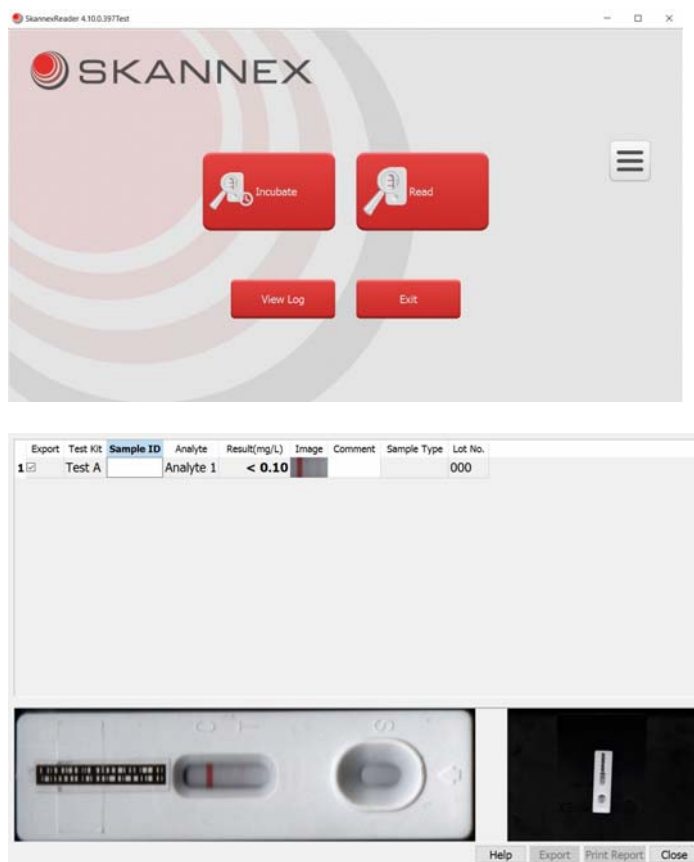 SkannexReader 4.10.0.397Test
SKANNEX
Incubate Read
View Log Exit
Export Test Kit Sample ID Analyte Result(mg/L) Image Comment Sample Type Lot No.
1 Test A Analyte 1 < 0.10 000
C T S
Help Export Print Report Close